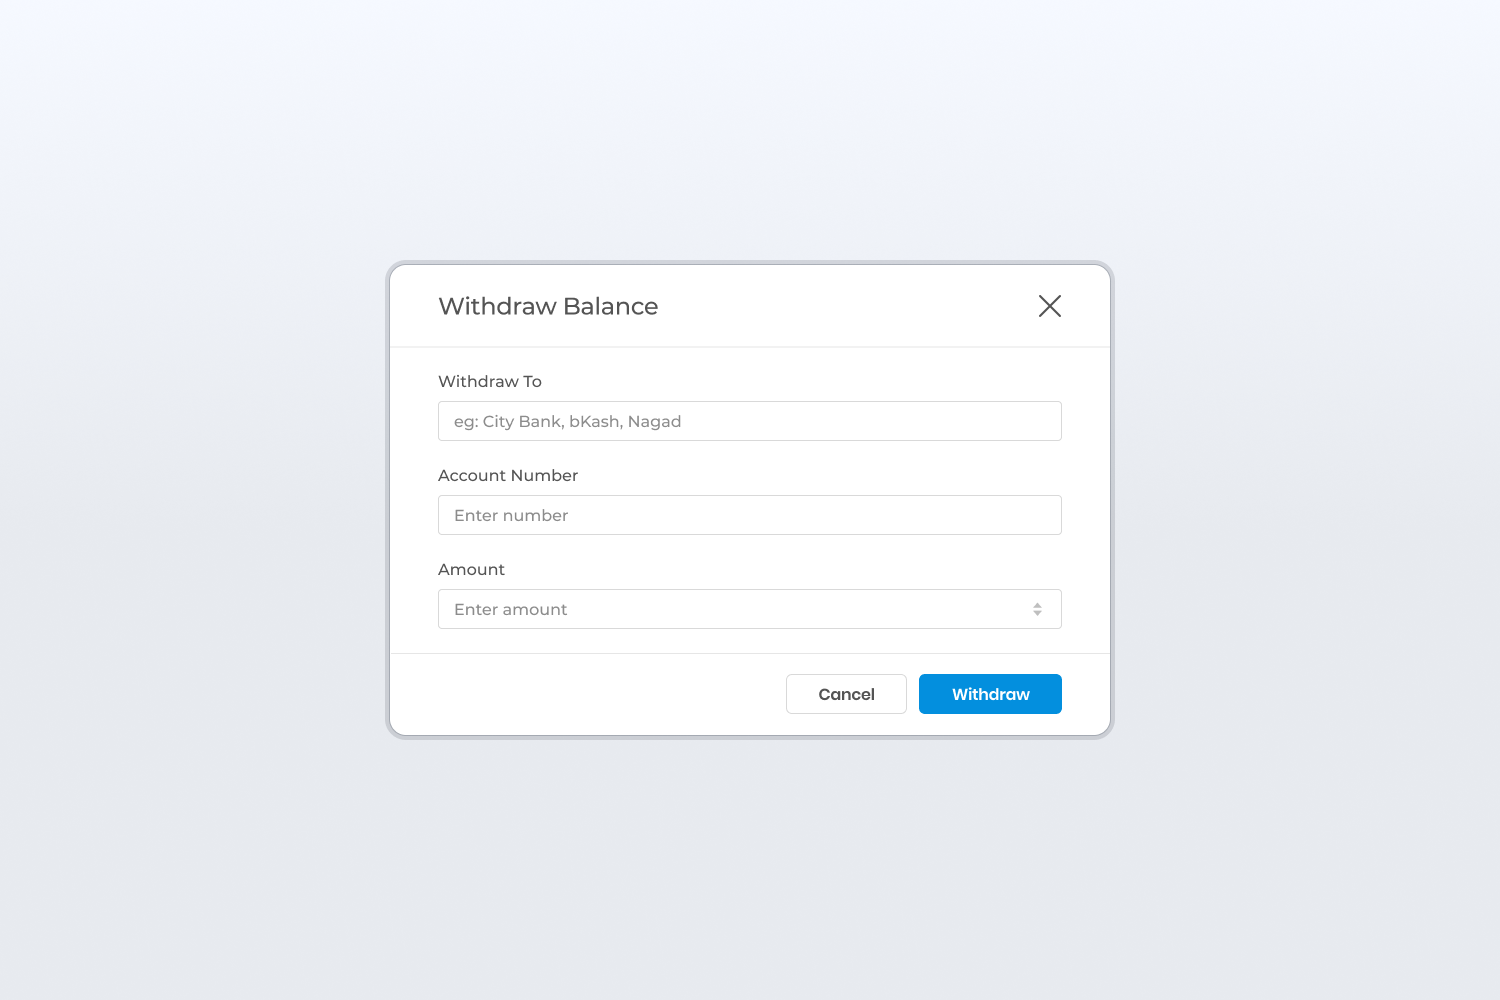 Withdraw Balance
Withdraw To
eg: City Bank, bKash, Nagad
Account Number
Enter number
Amount
Enter amount
Cancel
Withdraw